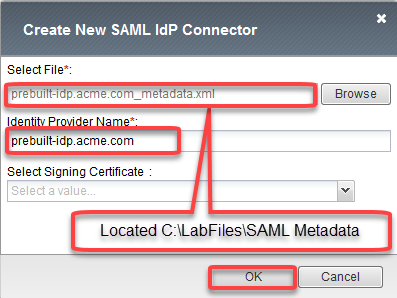 Create New SAML IdP Connector
Select File*:
prebuilt-idp.acme.com_metadata.xml
Browse
Identity Provider Name*:
prebuilt-idp.acme.com
Select Signing Certificate :
Select a value...
Located C:\LabFiles\SAML Metadata
OK
Cancel